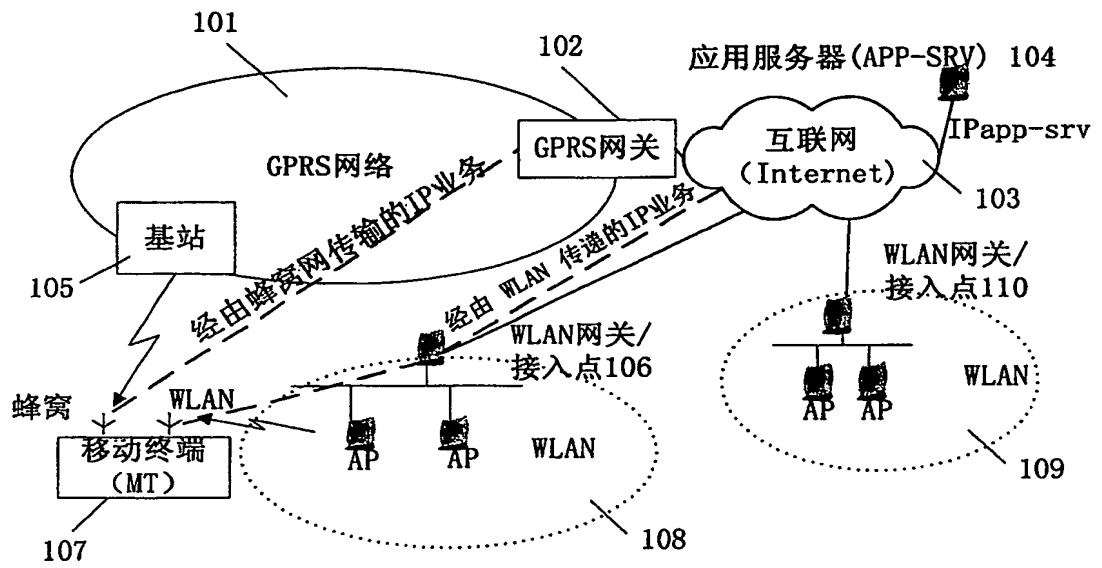 101
102
应用服务器(APP-SRV) 104
IPapp-srv
GPRS网络
GPRS网关
互联网
(Internet)
103
基站
105
经由蜂窝网传输的IP业务
经由 WLAN 传递的IP业务
WLAN网关/
接入点110
WLAN网关/
接入点106
蜂窝
WLAN
移动终端
(MT)
107
AP
AP
WLAN
108
AP
AP
WLAN
109